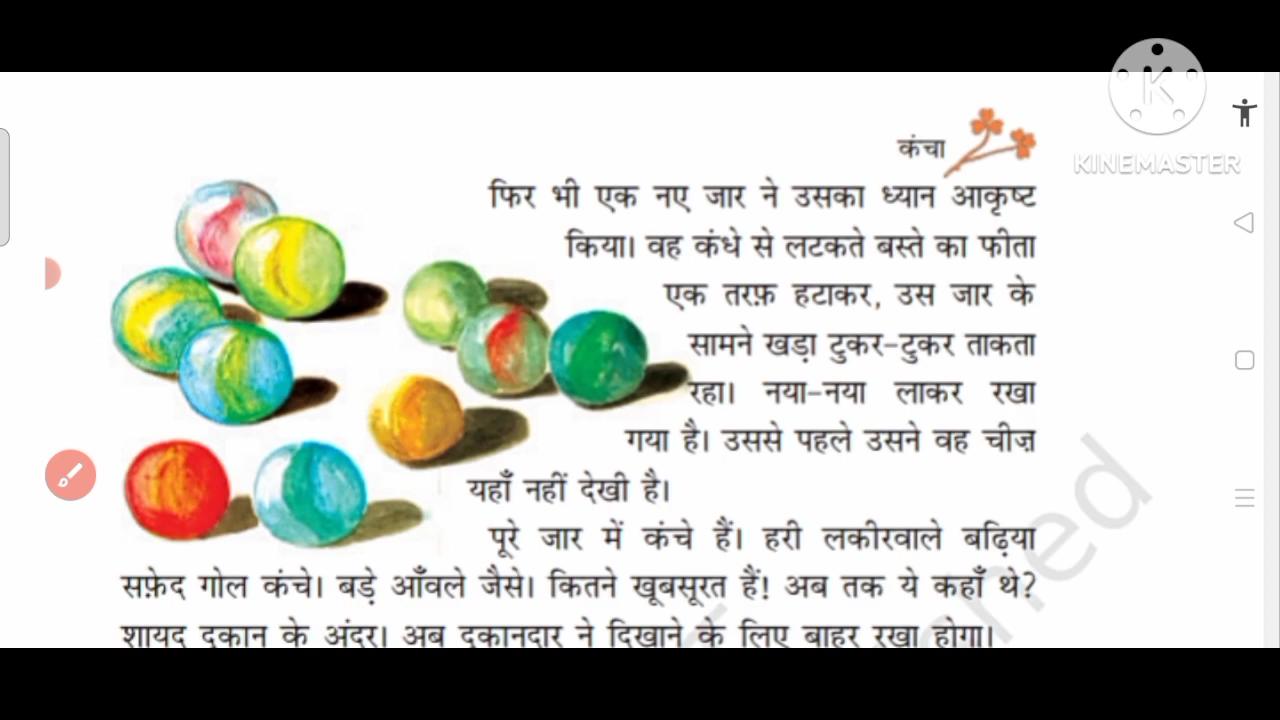 KINEMASTER
कंचा
फिर भी एक नए जार ने उसका ध्यान आकृष्ट
किया। वह कंधे से लटकते बस्ते का फीता
एक तरफ़ हटाकर, उस जार के
सामने खड़ा टुकर-टुकर ताकता
रहा। नया-नया लाकर रखा
गया है। उससे पहले उसने वह चीज़
यहाँ नहीं देखी है।
पूरे जार में कंचे हैं। हरी लकीरवाले बढ़िया
सफ़ेद गोल कंचे। बड़े आँवले जैसे। कितने खूबसूरत हैं! अब तक ये कहाँ थे?
शायद दुकान के अंदर। अब दुकानदार ने दिखाने के लिए बाहर रखा होगा।